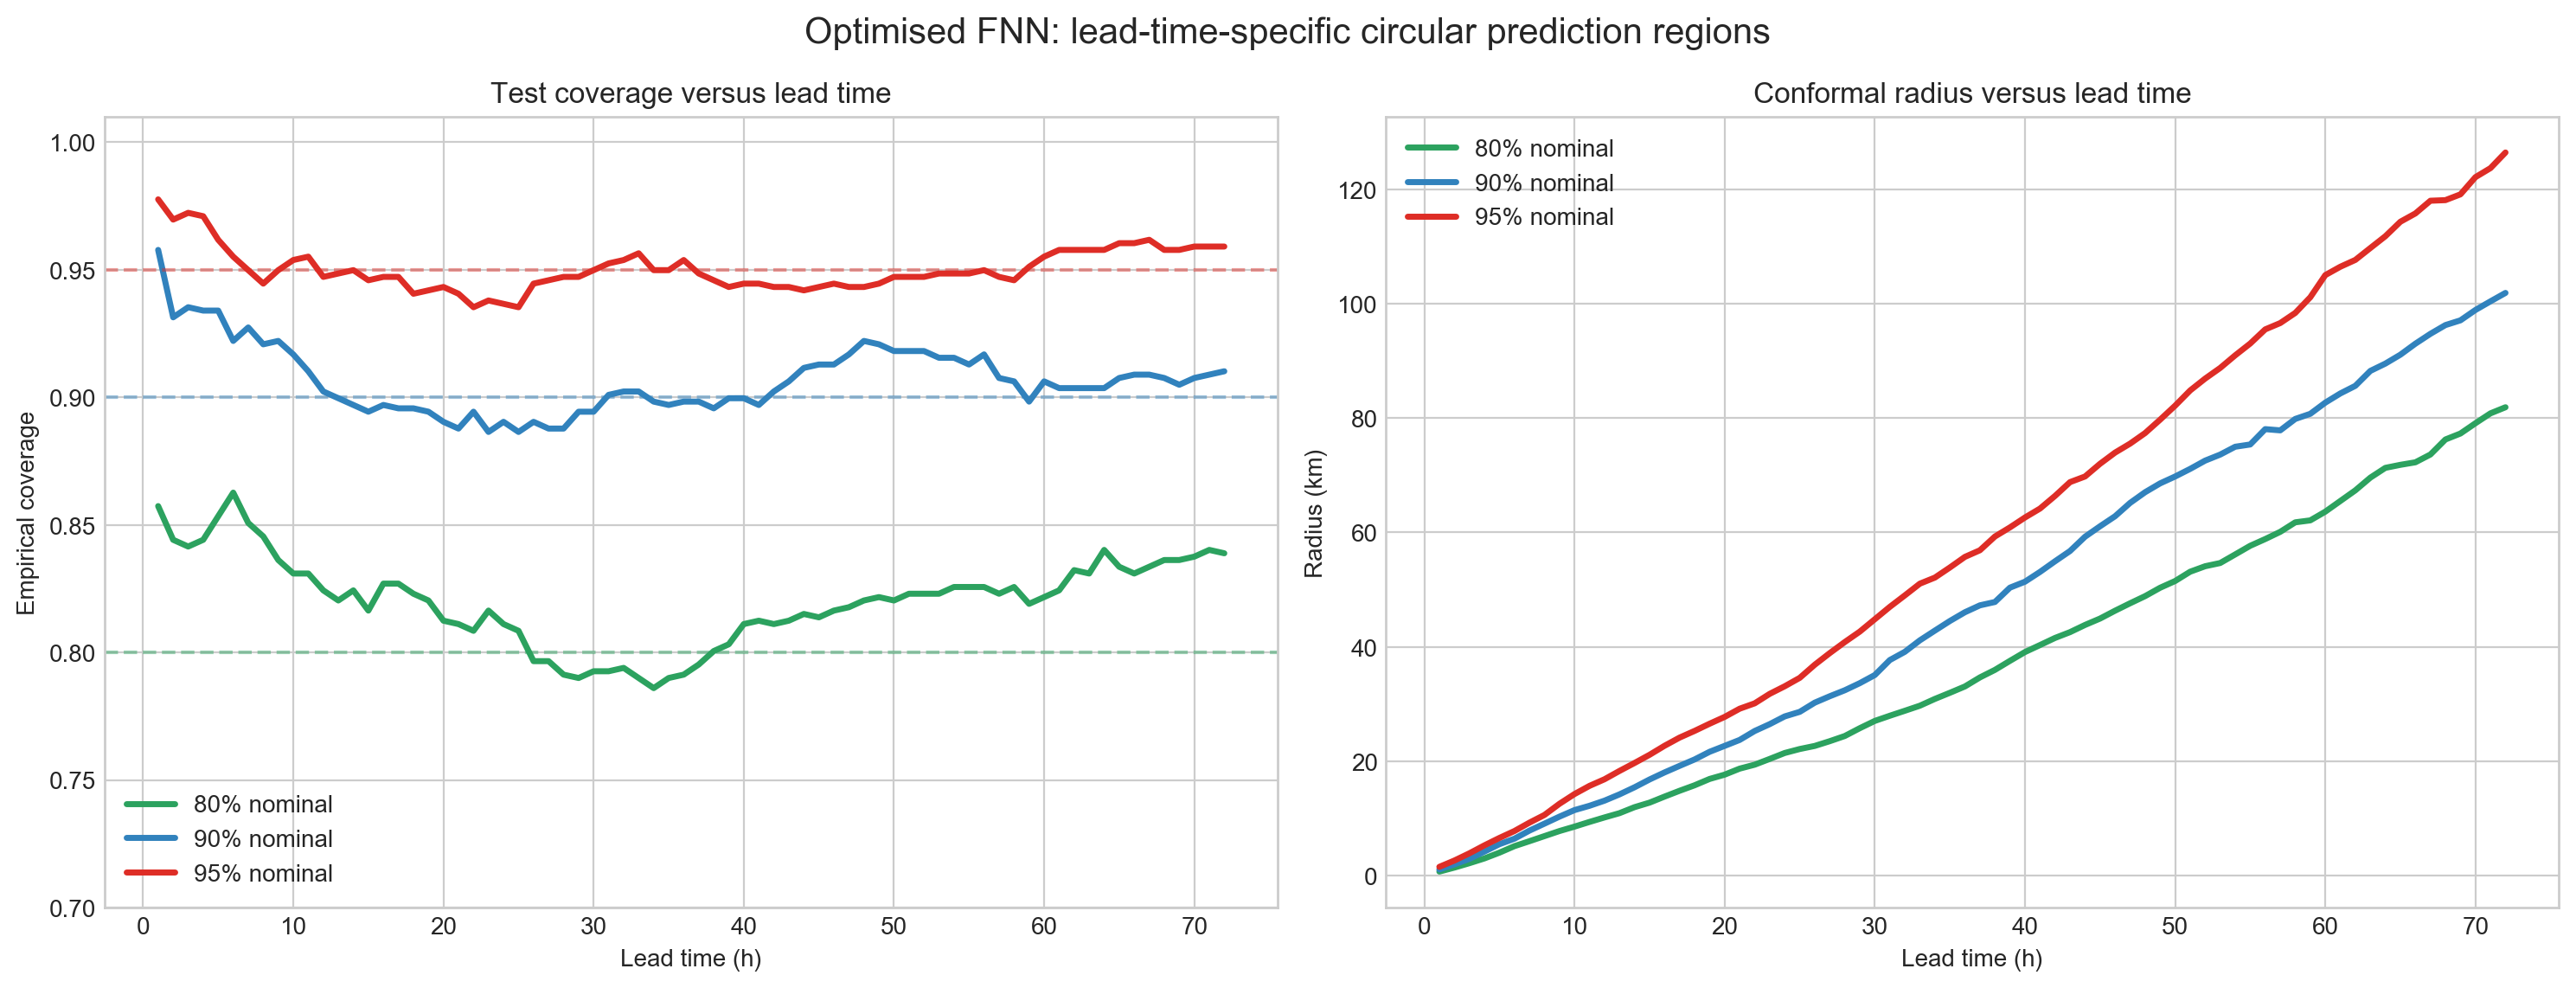 Optimised FNN: lead-time-specific circular prediction regions
Test coverage versus lead time
1.00
0.95
0.90
0.85
0.80
0.75
0.70
Empirical coverage
80% nominal
90% nominal
95% nominal
0 10 20 30 40 50 60 70
Lead time (h)
Conformal radius versus lead time
120
100
80
60
40
20
0
Radius (km)
80% nominal
90% nominal
95% nominal
0 10 20 30 40 50 60 70
Lead time (h)